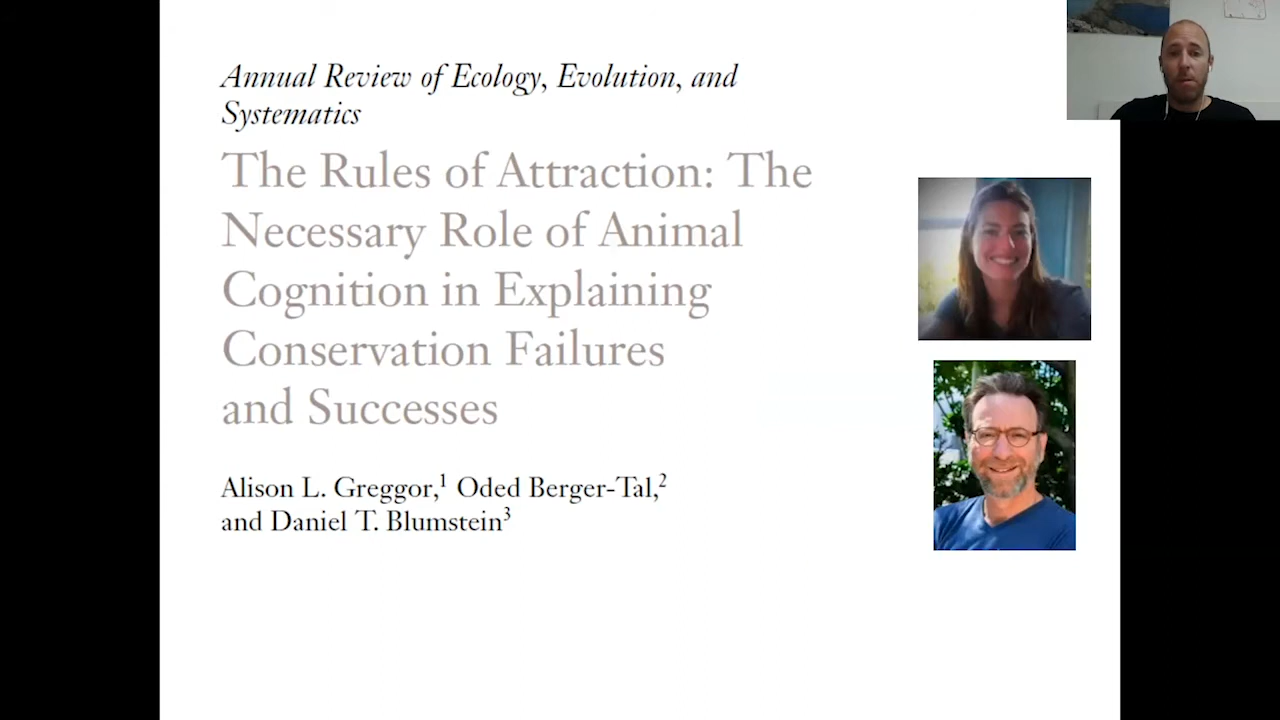 Annual Review of Ecology, Evolution, and
Systematics
The Rules of Attraction: The
Necessary Role of Animal
Cognition in Explaining
Conservation Failures
and Successes
Alison L. Greggor,¹ Oded Berger-Tal,²
and Daniel T. Blumstein³